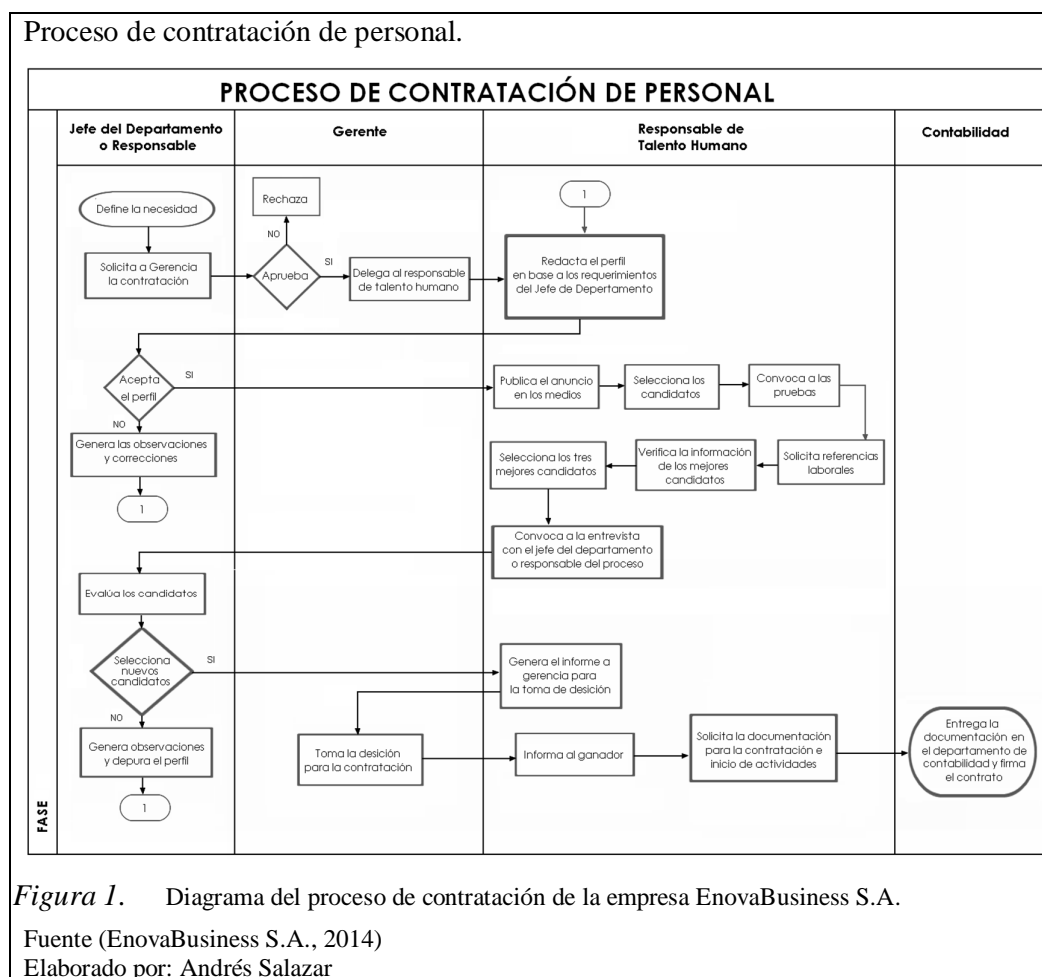 Proceso de contratación de personal.
PROCESO DE CONTRATACIÓN DE PERSONAL
Jefe del Departamento
o Responsable
Gerente
Responsable de
Talento Humano
Contabilidad
Define la necesidad
Solicita a Gerencia
la contratación
Rechaza
NO
Aprueba
SI
Delega al responsable
de talento humano
1
Redacta el perfil
en base a los requerimientos
del Jefe de Depertamento
Acepta
el perfil
SI
NO
Genera las observaciones
y correcciones
1
Publica el anuncio
en los medios
Selecciona los
candidatos
Convoca a las
pruebas
Solicita referencias
laborales
Verifica la información
de los mejores
candidatos
Selecciona los tres
mejores candidatos
Convoca a la entrevista
con el jefe del departamento
o responsable del proceso
Evalúa los candidatos
Selecciona
nuevos
candidatos
SI
NO
Genera observaciones
y depura el perfil
1
Genera el informe a
gerencia para
la toma de desición
Toma la desición
para la contratación
Informa al ganador
Solicita la documentación
para la contratación e
inicio de actividades
Entrega la
documentación en
el departamento de
contabilidad y firma
el contrato
FASE
Figura 1. Diagrama del proceso de contratación de la empresa EnovaBusiness S.A.
Fuente (EnovaBusiness S.A., 2014)
Elaborado por: Andrés Salazar